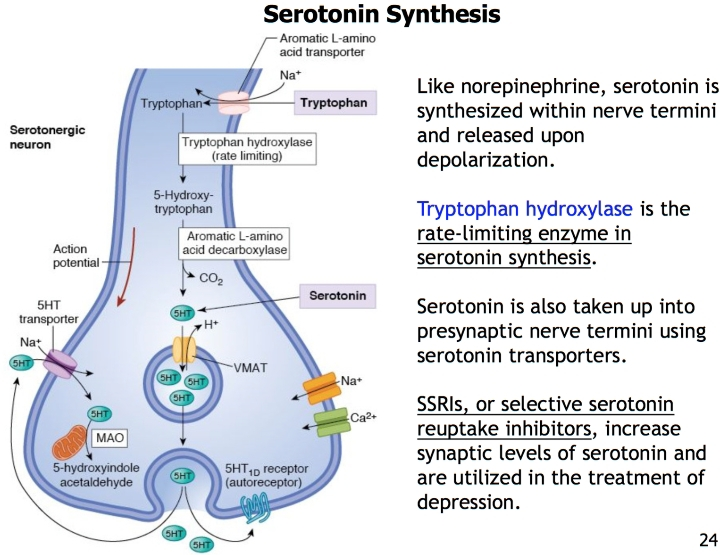 Serotonin Synthesis
Aromatic L-amino
acid transporter
Na+
Tryptophan
Tryptophan
Serotonergic
neuron
Tryptophan hydroxylase
(rate limiting)
5-Hydroxy-
tryptophan
Aromatic L-amino
acid decarboxylase
Action
potential
CO2
Serotonin
5HT
5HT
transporter
H+
Na+
5HT
VMAT
5HT
5HT
5HT
Na+
5HT
Ca2+
MAO
5-hydroxyindole
acetaldehyde
5HT
5HT1D receptor
(autoreceptor)
5HT
5HT
Like norepinephrine, serotonin is
synthesized within nerve termini
and released upon
depolarization.
Tryptophan hydroxylase is the
rate-limiting enzyme in
serotonin synthesis.
Serotonin is also taken up into
presynaptic nerve termini using
serotonin transporters.
SSRIs, or selective serotonin
reuptake inhibitors, increase
synaptic levels of serotonin and
are utilized in the treatment of
depression.
24